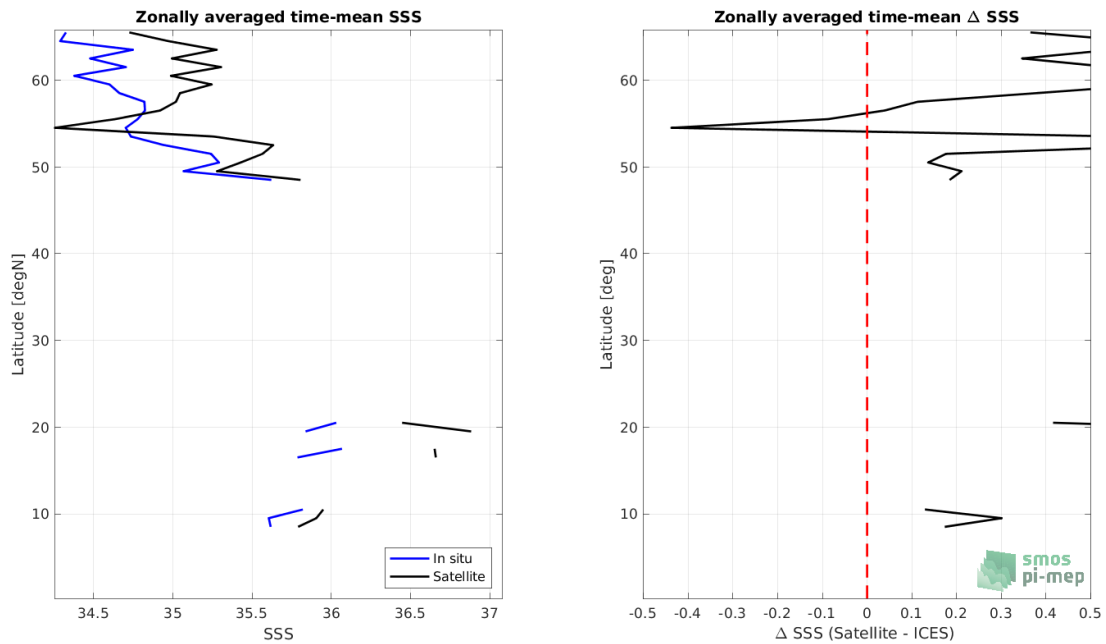 Zonally averaged time-mean SSS
Latitude [degN]
60
50
40
30
20
10
34.5 35 35.5 36 36.5 37
SSS
In situ
Satellite
Zonally averaged time-mean Δ SSS
Latitude [deg]
60
50
40
30
20
10
-0.5 -0.4 -0.3 -0.2 -0.1 0 0.1 0.2 0.3 0.4 0.5
Δ SSS (Satellite - ICES)
smos
pi-mep